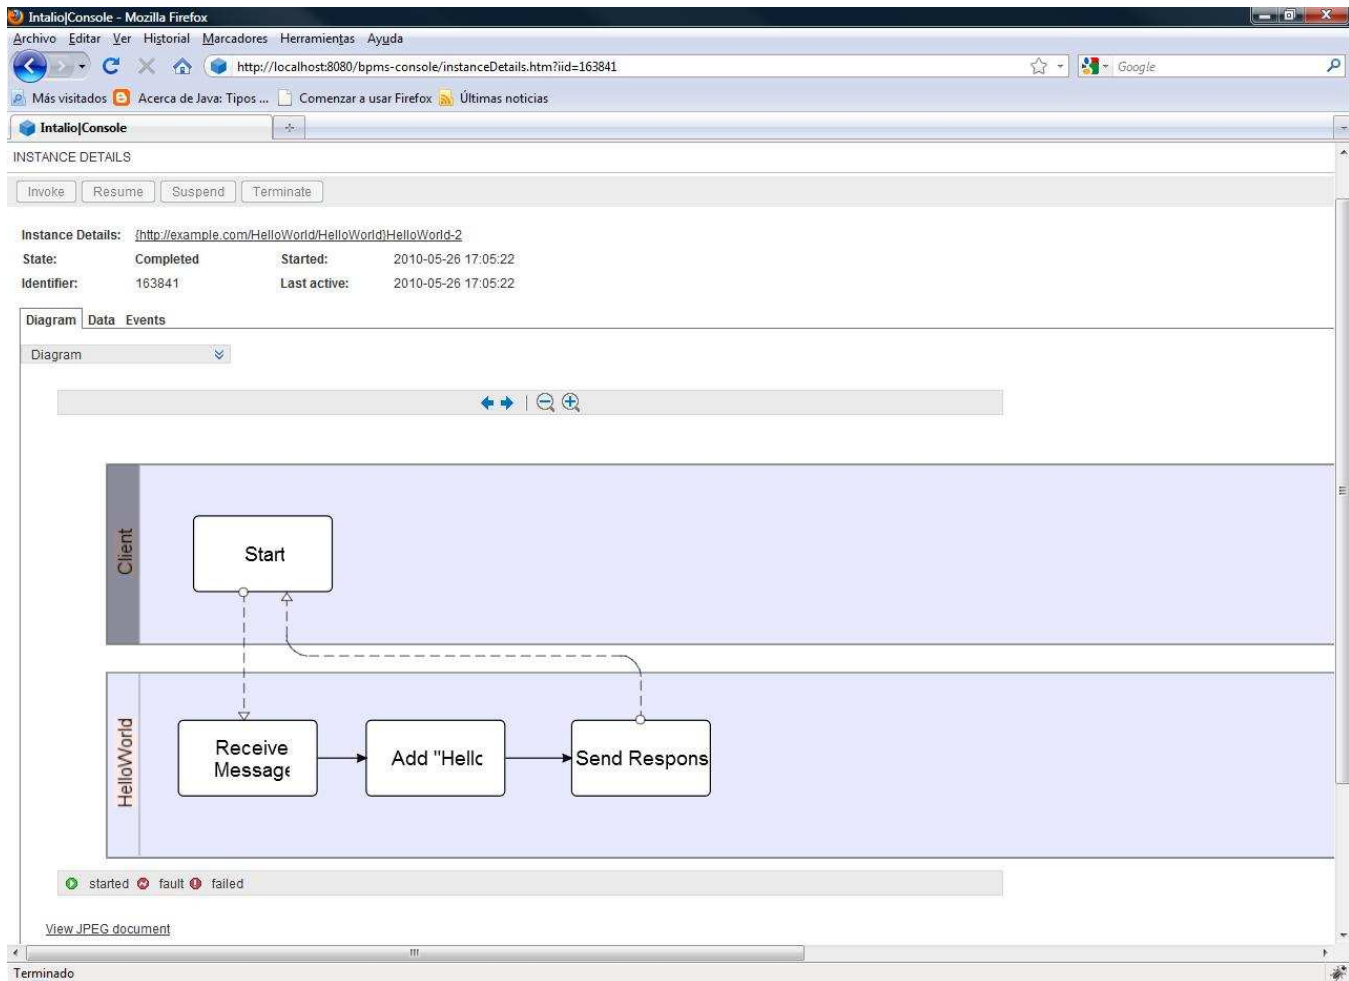 Intalio|Console - Mozilla Firefox
Archivo Editar Ver Historial Marcadores Herramientas Ayuda
http://localhost:8080/bpms-console/instanceDetails.htm?iid=163841 Google
Más visitados Acerca de Java: Tipos ... Comenzar a usar Firefox Últimas noticias
Intalio|Console
INSTANCE DETAILS
Invoke Resume Suspend Terminate
Instance Details: {http://example.com/HelloWorld/HelloWorld}HelloWorld-2
State: Completed Started: 2010-05-26 17:05:22
Identifier: 163841 Last active: 2010-05-26 17:05:22
Diagram Data Events
Diagram
Client
Start
HelloWorld
Receive
Message
Add "Hello
Send Respons
started fault failed
View JPEG document
Terminado